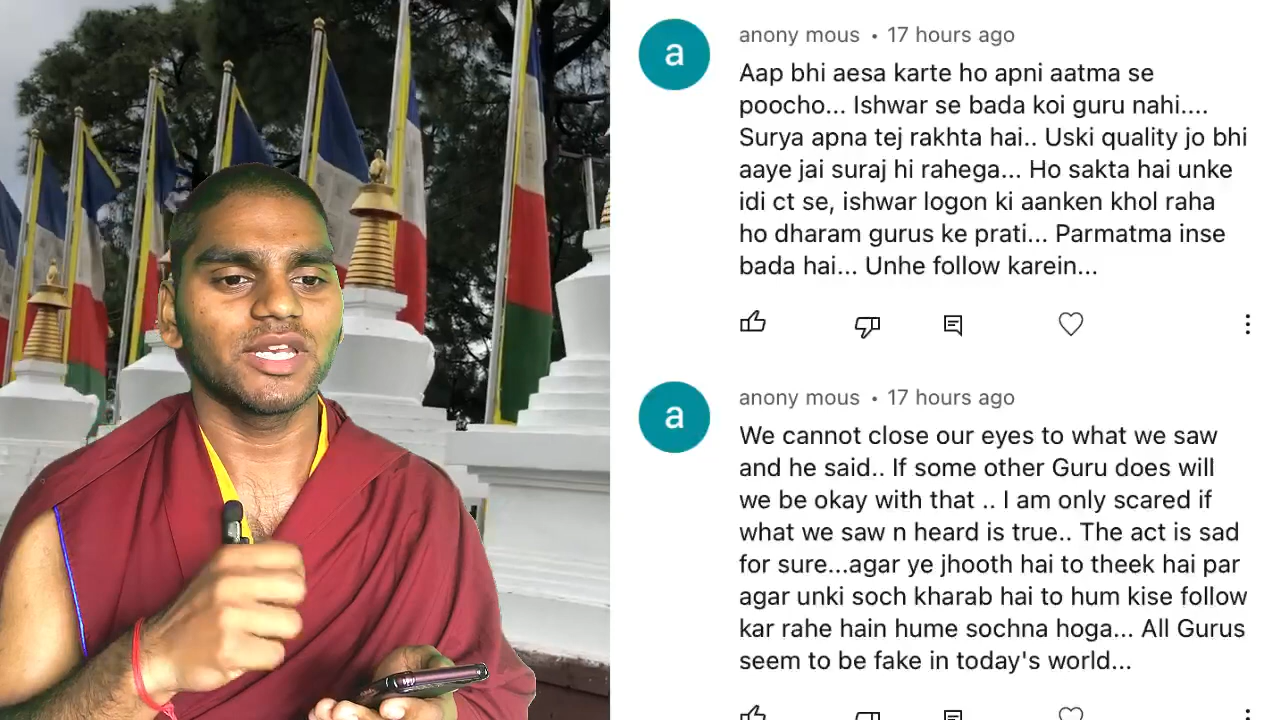 a
anony mous • 17 hours ago
Aap bhi aesa karte ho apni aatma se
poocho... Ishwar se bada koi guru nahi....
Surya apna tej rakhta hai.. Uski quality jo bhi
aaye jai suraj hi rahega... Ho sakta hai unke
idi ct se, ishwar logon ki aanken khol raha
ho dharam gurus ke prati... Parmatma inse
bada hai... Unhe follow karein...
a
anony mous • 17 hours ago
We cannot close our eyes to what we saw
and he said.. If some other Guru does will
we be okay with that .. I am only scared if
what we saw n heard is true.. The act is sad
for sure...agar ye jhooth hai to theek hai par
agar unki soch kharab hai to hum kise follow
kar rahe hain hume sochna hoga... All Gurus
seem to be fake in today's world...